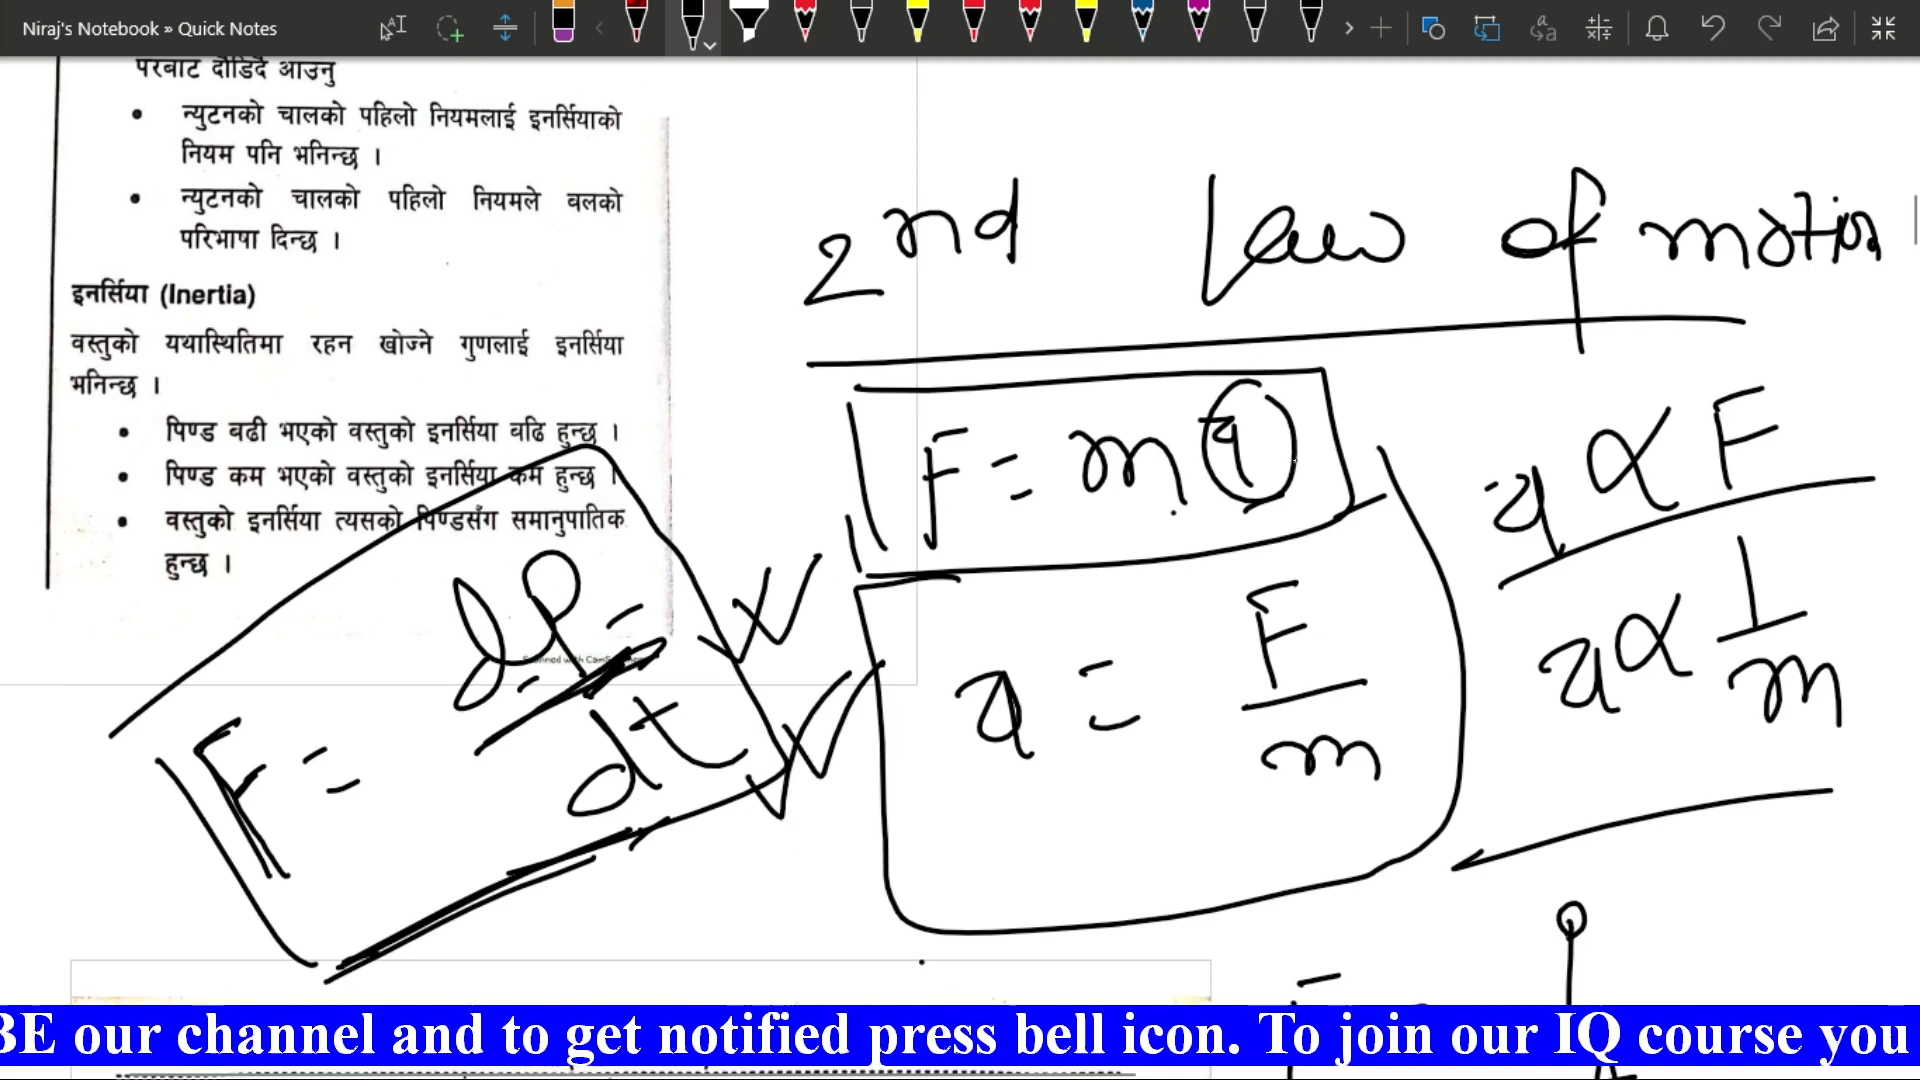 Niraj's Notebook » Quick Notes
परबाट दौडिदै आउनु
• न्युटनको चालको पहिलो नियमलाई इनर्सियाको
नियम पनि भनिन्छ ।
• न्युटनको चालको पहिलो नियमले वलको
परिभाषा दिन्छ ।
इनर्सिया (Inertia)
वस्तुको यथास्थितिमा रहन खोज्ने गुणलाई इनर्सिया
भनिन्छ ।
• पिण्ड बढी भएको वस्तुको इनर्सिया वढि हुन्छ ।
• पिण्ड कम भएको वस्तुको इनर्सिया कम हुन्छ ।
• वस्तुको इनर्सिया त्यसको पिण्डसँग समानुपातिक
हुन्छ ।
2nd law of motion
F = ma
a ∝ F
a = F/m
a ∝ 1/m
F = dP/dt
BE our channel and to get notified press bell icon. To join our IQ course you